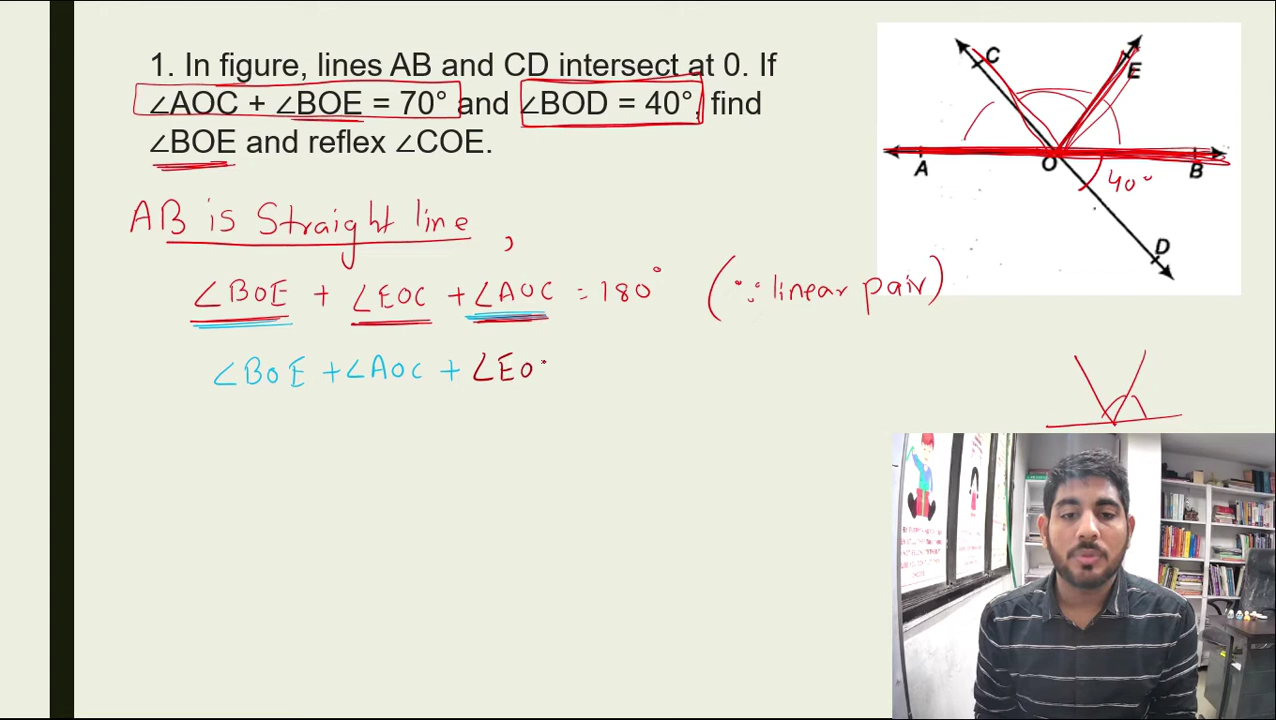 1. In figure, lines AB and CD intersect at 0. If
∠AOC + ∠BOE = 70° and ∠BOD = 40°, find
∠BOE and reflex ∠COE.
C
E
A
O
B
40°
D
AB is Straight line ,
∠BOE + ∠EOC + ∠AOC = 180° (∵ linear pair)
∠BOE + ∠AOC + ∠EO